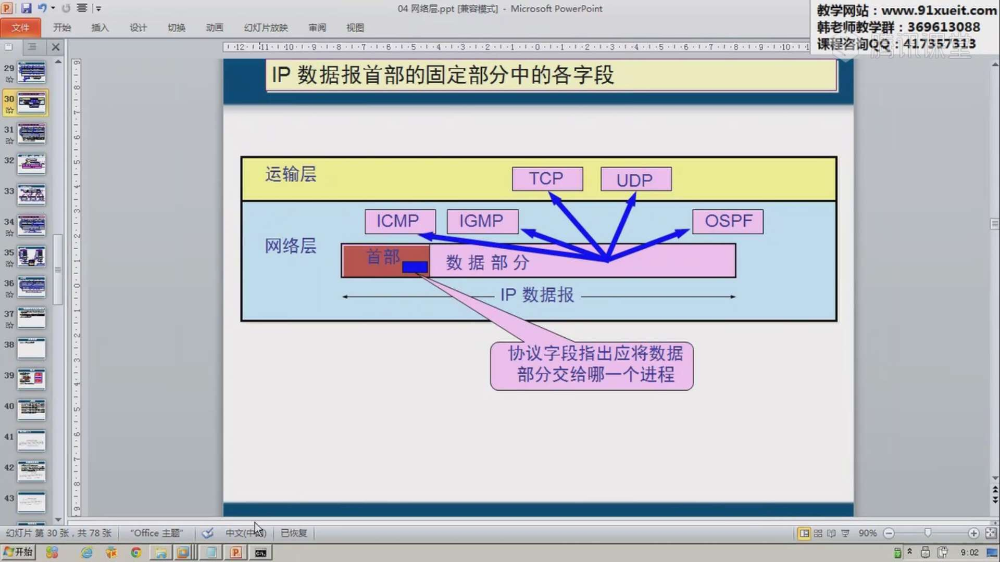 04 网络层.ppt [兼容模式] - Microsoft PowerPoint
教学网站：www.91xueit.com
韩老师教学群：369613088
课程咨询QQ：417357313
腾讯课堂
文件 开始 插入 设计 切换 动画 幻灯片放映 审阅 视图
IP 数据报首部的固定部分中的各字段
运输层
TCP
UDP
ICMP
IGMP
OSPF
网络层
首部
数据部分
IP 数据报
协议字段指出应将数据
部分交给哪一个进程
29
30
31
32
33
34
35
36
37
38
39
40
41
42
43
幻灯片 第 30 张，共 78 张 "Office 主题" 中文(中国) 已恢复 90%
开始 9:02